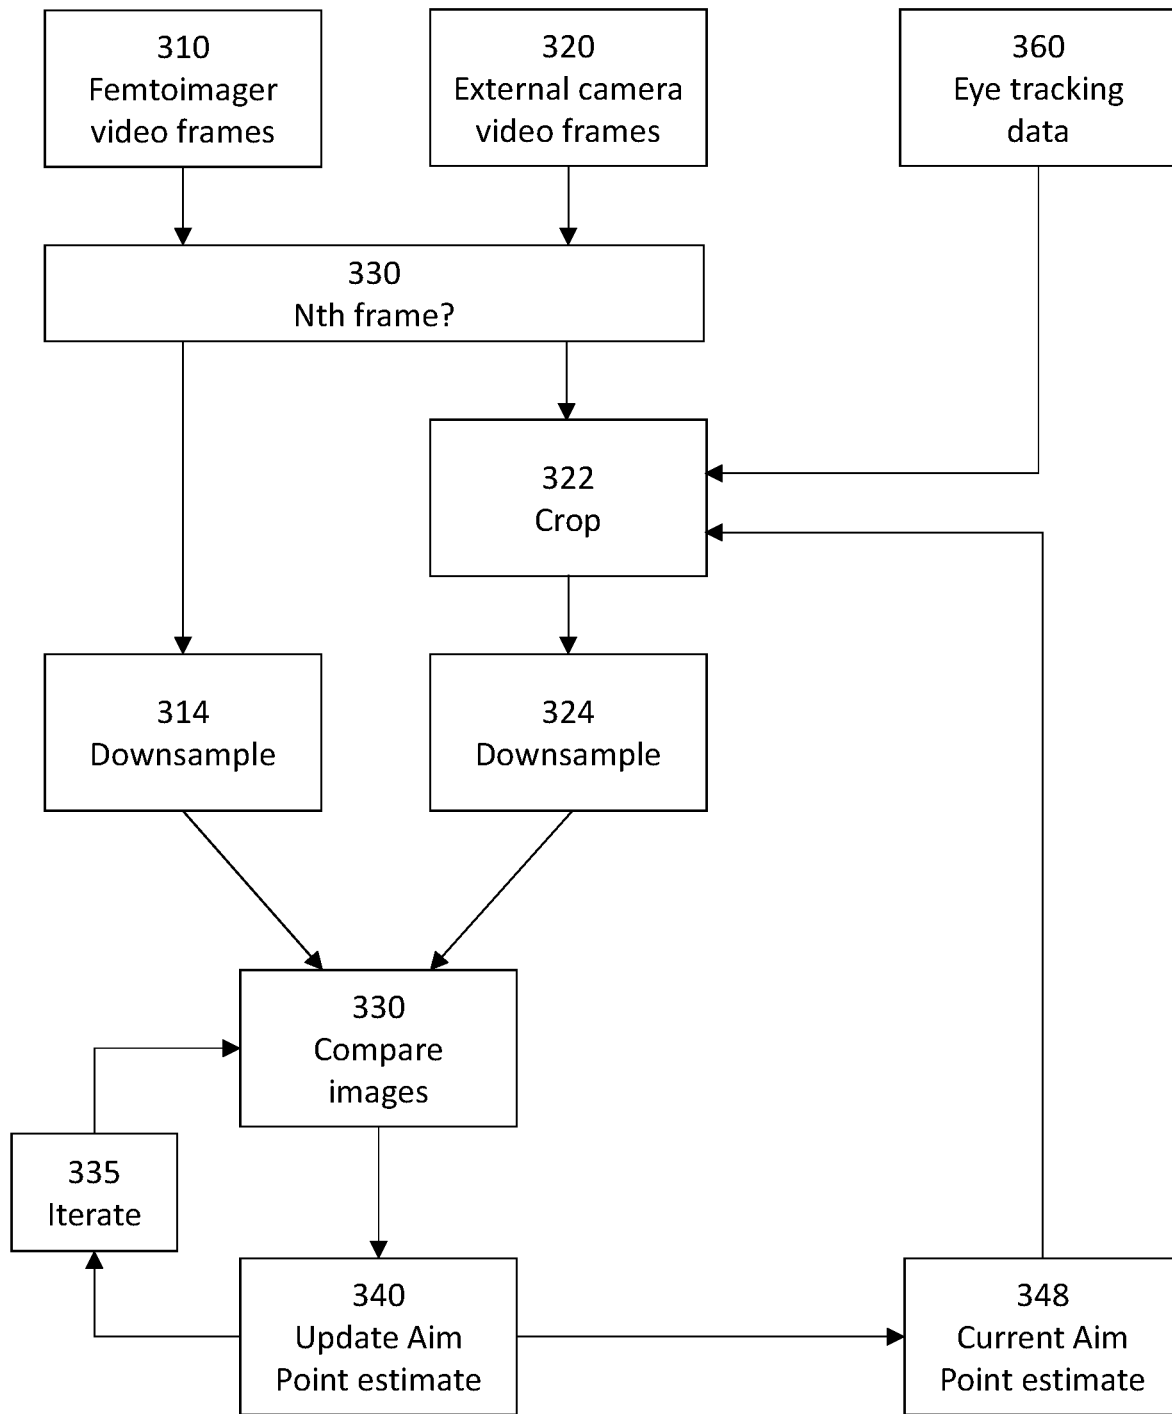 310
Femtoimager
video frames
320
External camera
video frames
360
Eye tracking
data
330
Nth frame?
322
Crop
314
Downsample
324
Downsample
330
Compare
images
335
Iterate
340
Update Aim
Point estimate
348
Current Aim
Point estimate